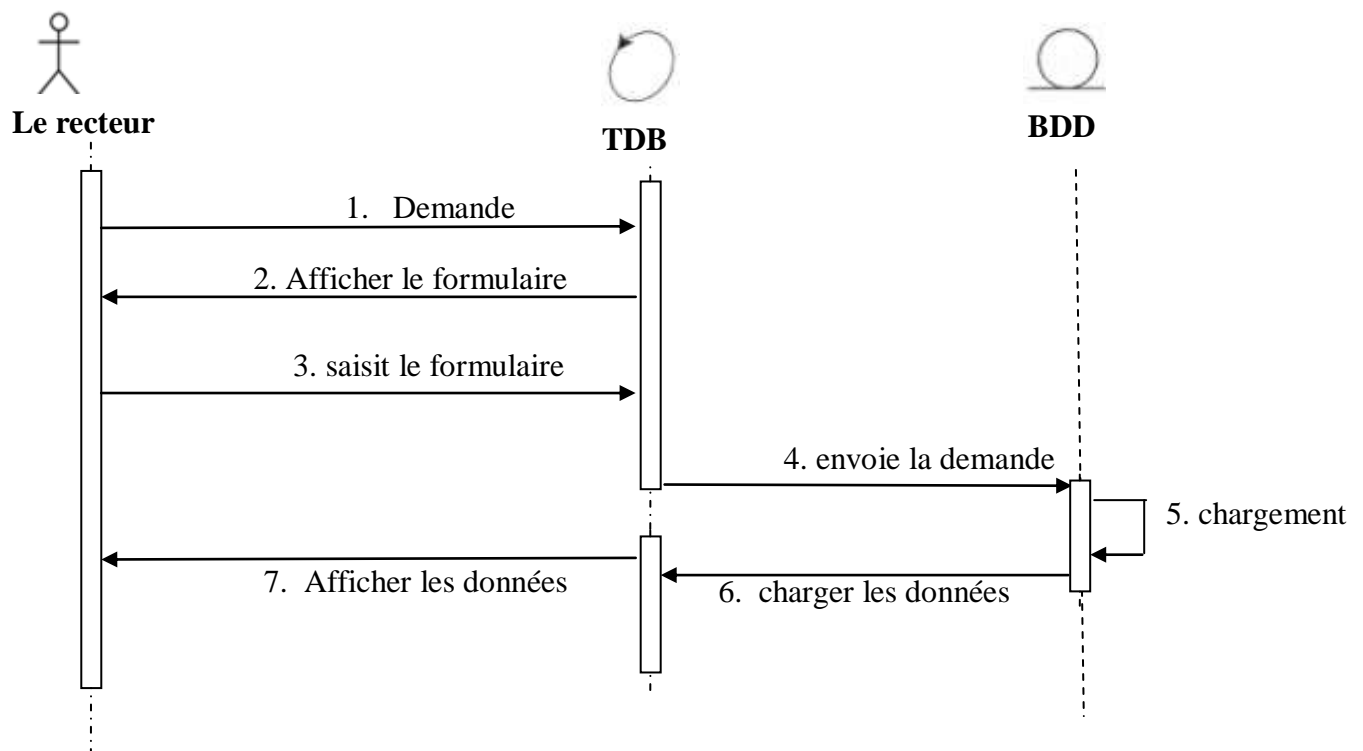 Le recteur
TDB
BDD
1. Demande
2. Afficher le formulaire
3. saisit le formulaire
4. envoie la demande
5. chargement
7. Afficher les données
6. charger les données